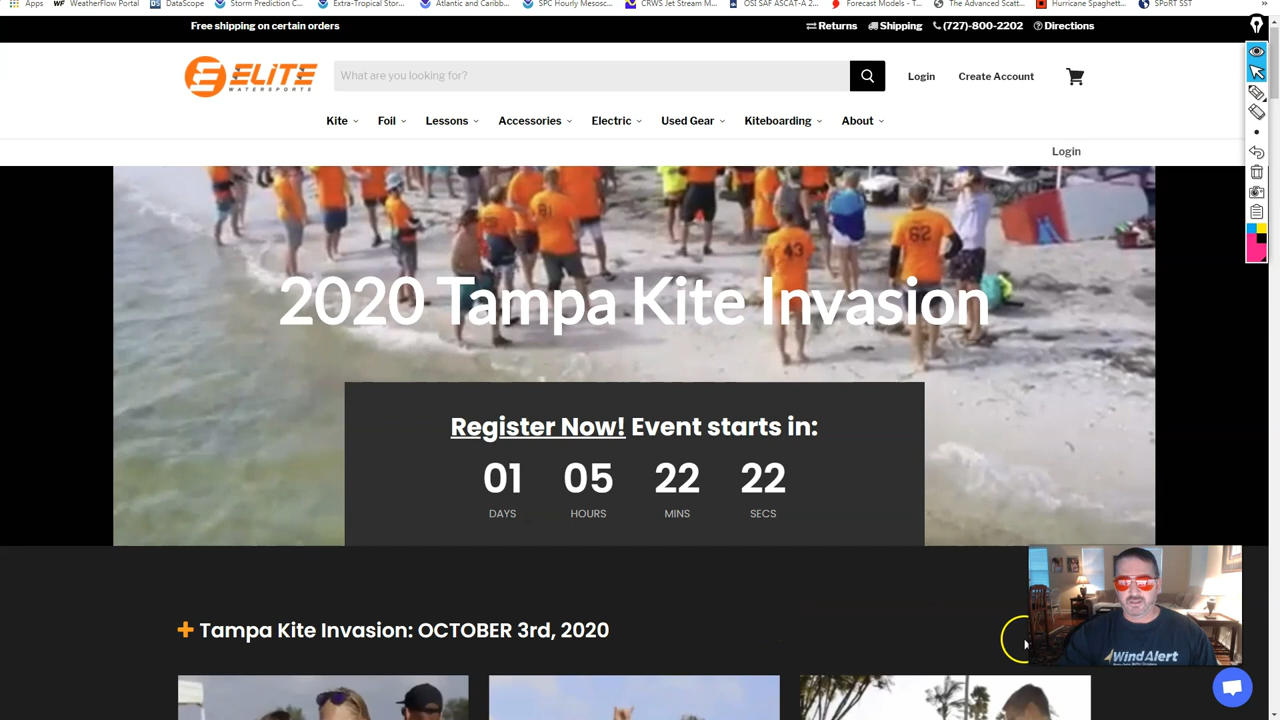 Apps WeatherFlow Portal DataScope Storm Prediction C... Extra-Tropical Stor... Atlantic and Caribb... SPC Hourly Mesosc... CRWS Jet Stream M... OSI SAF ASCAT-A 2... Forecast Models - T... The Advanced Scatt... Hurricane Spaghett... SPoRT SST »
Free shipping on certain orders
Returns Shipping (727)-800-2202 Directions
ELITE
WATERSPORTS
What are you looking for?
Login Create Account
Kite Foil Lessons Accessories Electric Used Gear Kiteboarding About
Login
43
62
2020 Tampa Kite Invasion
Register Now! Event starts in:
01 05 22 22
DAYS HOURS MINS SECS
Tampa Kite Invasion: OCTOBER 3rd, 2020
WindAlert